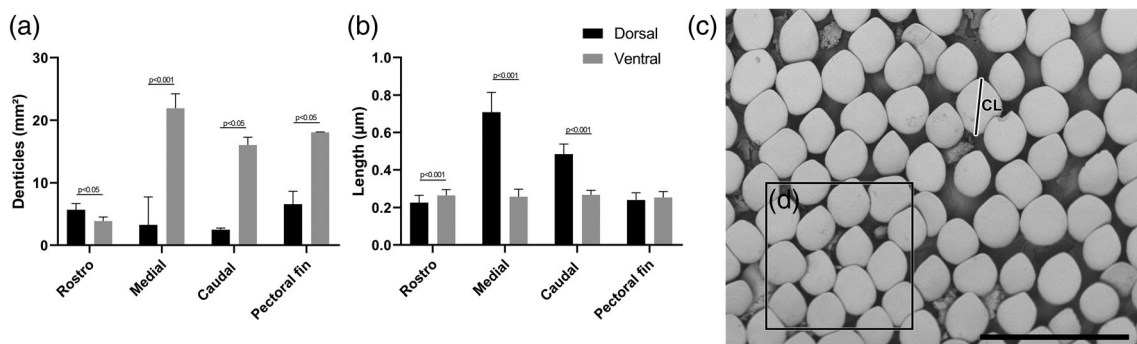 (a)
Denticles (mm²)
30
20
10
0
p<0.05
p<0.001
p<0.05
p<0.05
Rostro
Medial
Caudal
Pectoral fin
(b)
Dorsal
Ventral
Length (µm)
1.0
0.8
0.6
0.4
0.2
0.0
p<0.001
p<0.001
p<0.001
Rostro
Medial
Caudal
Pectoral fin
(c)
CL
(d)